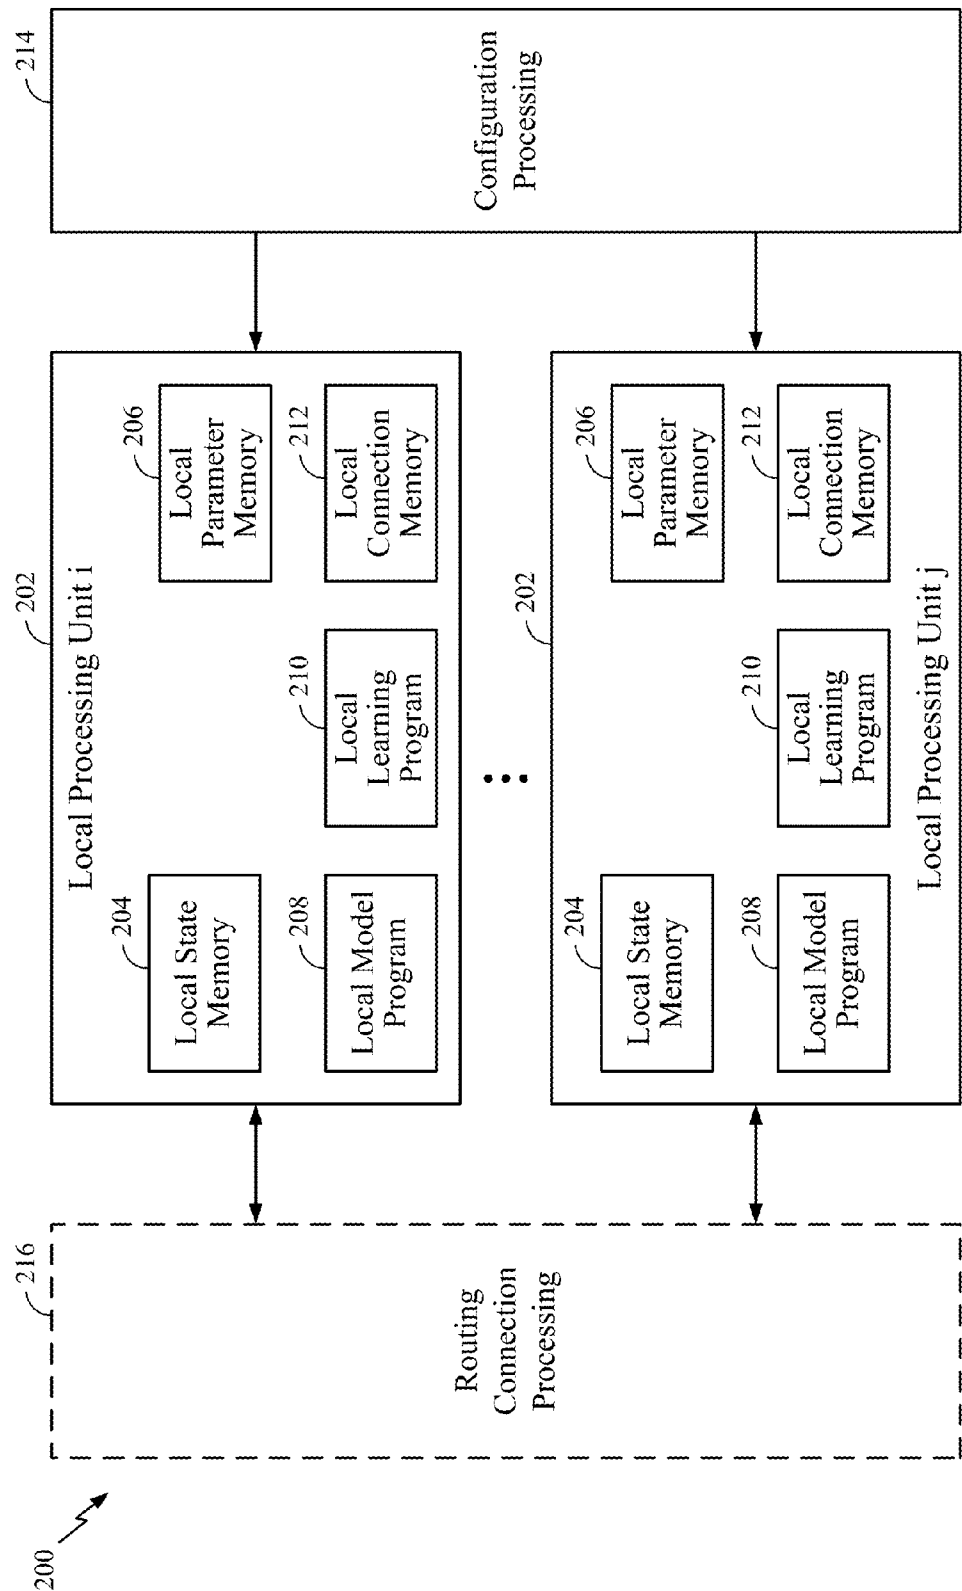 200
216
Routing
Connection
Processing
202
Local Processing Unit i
204
Local State
Memory
206
Local
Parameter
Memory
208
Local Model
Program
210
Local
Learning
Program
212
Local
Connection
Memory
202
204
Local State
Memory
206
Local
Parameter
Memory
208
Local Model
Program
210
Local
Learning
Program
212
Local
Connection
Memory
Local Processing Unit j
214
Configuration
Processing